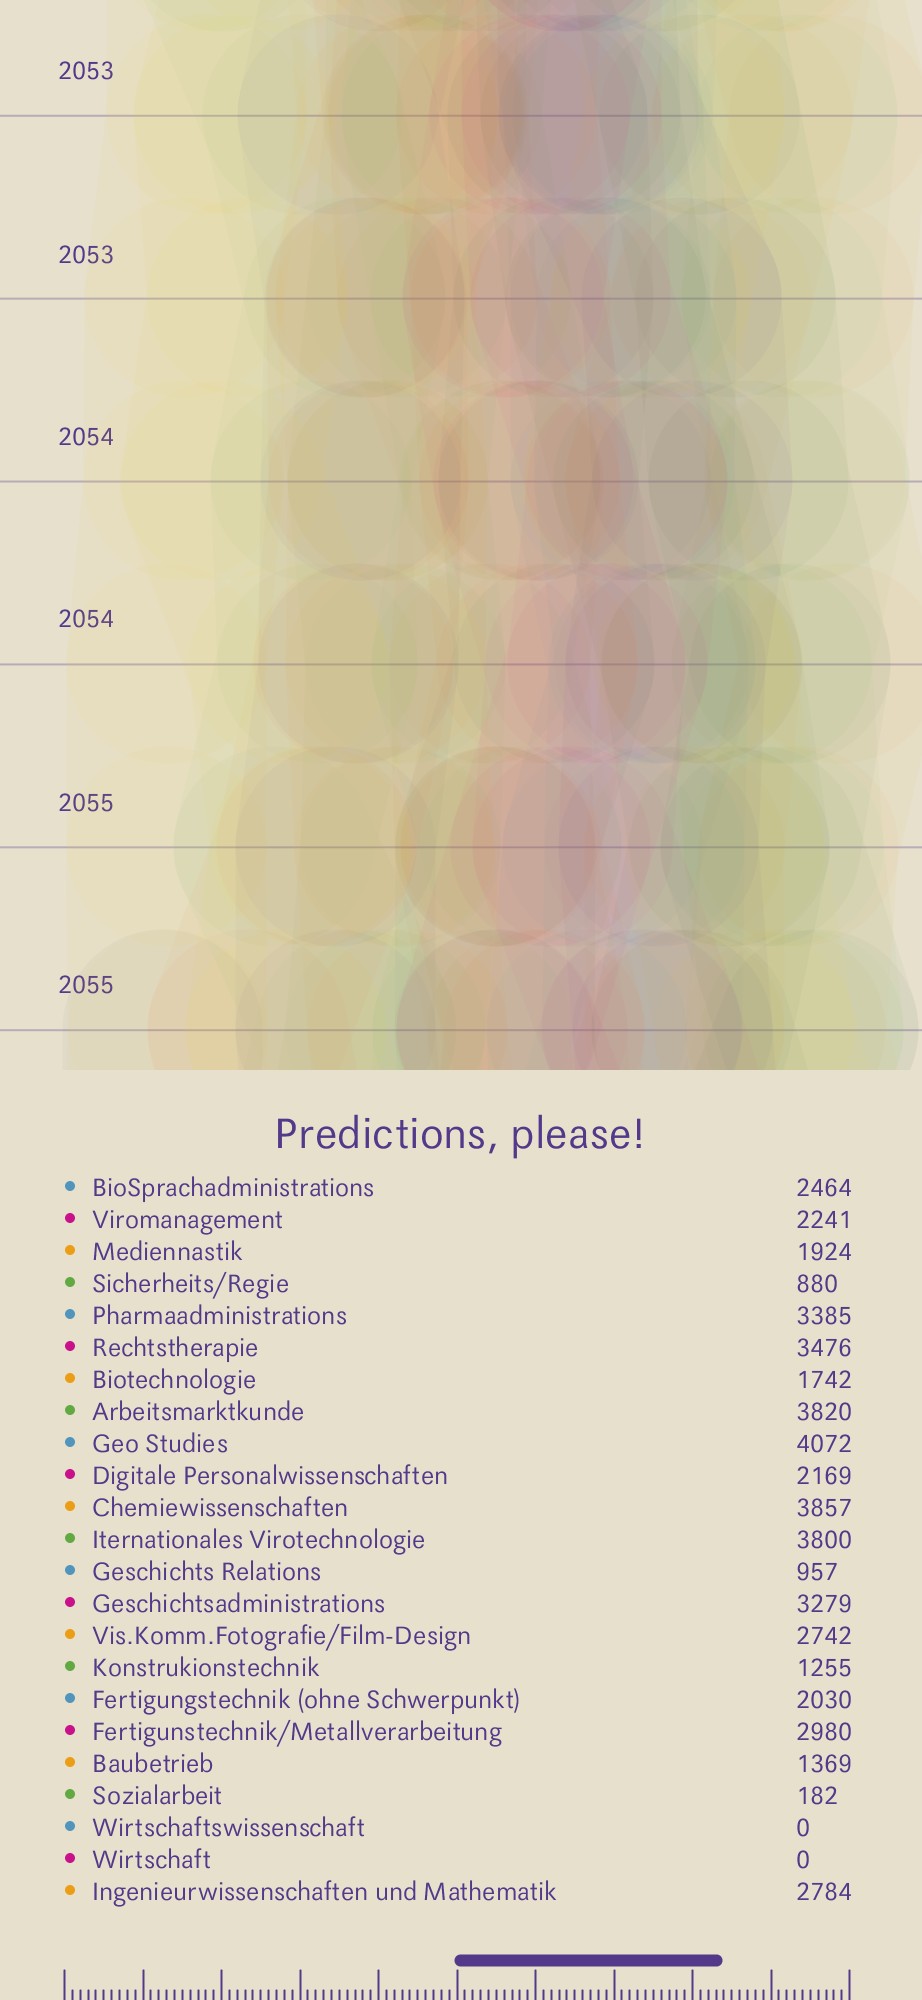 2053
2053
2054
2054
2055
2055
Predictions, please!
BioSprachadministrations 2464
Viromanagement 2241
Mediennastik 1924
Sicherheits/Regie 880
Pharmaadministrations 3385
Rechtstherapie 3476
Biotechnologie 1742
Arbeitsmarktkunde 3820
Geo Studies 4072
Digitale Personalwissenschaften 2169
Chemiewissenschaften 3857
Iternationales Virotechnologie 3800
Geschichts Relations 957
Geschichtsadministrations 3279
Vis.Komm.Fotografie/Film-Design 2742
Konstrukionstechnik 1255
Fertigungstechnik (ohne Schwerpunkt) 2030
Fertigunstechnik/Metallverarbeitung 2980
Baubetrieb 1369
Sozialarbeit 182
Wirtschaftswissenschaft 0
Wirtschaft 0
Ingenieurwissenschaften und Mathematik 2784